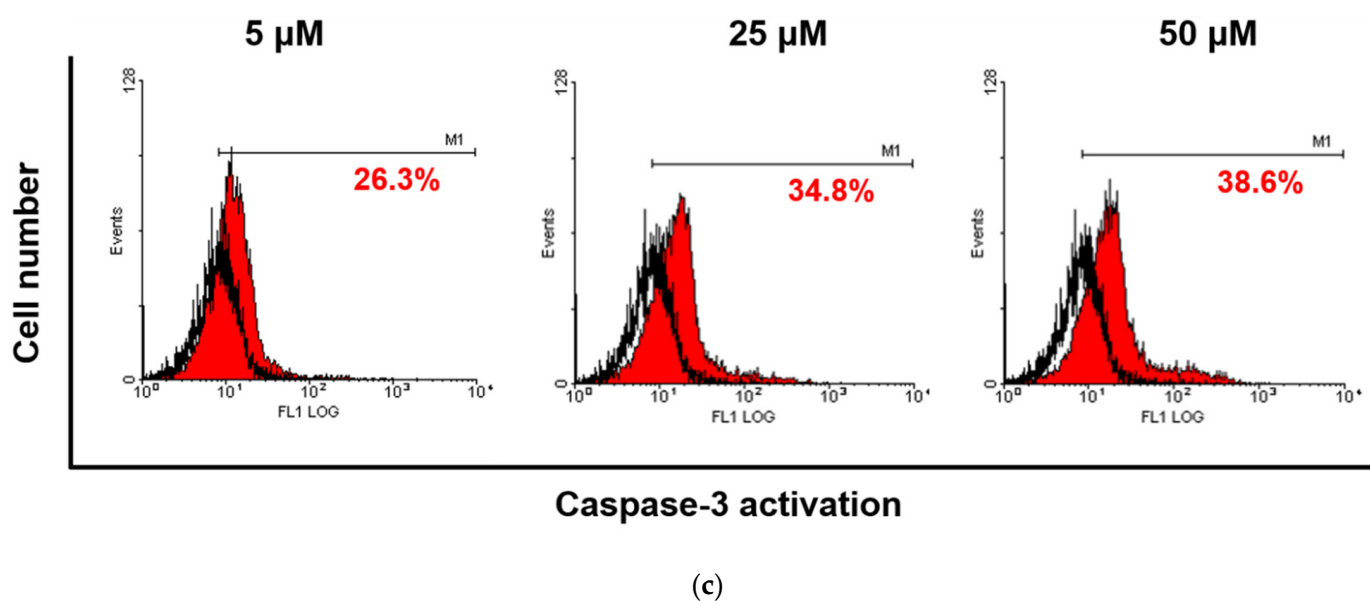 5 µM 25 µM 50 µM
128 128 128
M1 M1 M1
26.3% 34.8% 38.6%
Cell number
Events Events Events
0 0 0
10⁰ 10¹ 10² 10³ 10⁴ 10⁰ 10¹ 10² 10³ 10⁴ 10⁰ 10¹ 10² 10³ 10⁴
FL1 LOG FL1 LOG FL1 LOG
Caspase-3 activation
(c)